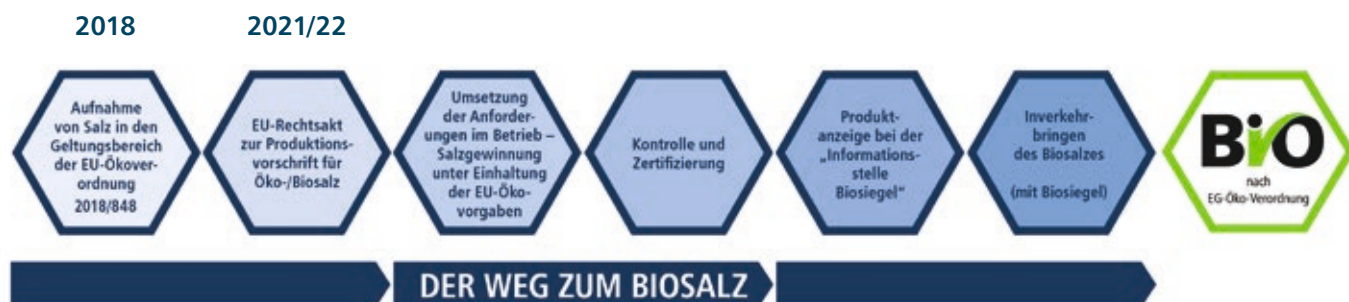 2018
2021/22
Aufnahme
von Salz in den
Geltungsbereich
der EU-Ökover-
ordnung
2018/848
EU-Rechtsakt
zur Produktions-
vorschrift für
Öko-/Biosalz
Umsetzung
der Anforder-
ungen im Betrieb –
Salzgewinnung
unter Einhaltung
der EU-Öko-
vorgaben
Kontrolle und
Zertifizierung
Produkt-
anzeige bei der
„Informations-
stelle
Biosiegel“
Inverkehr-
bringen
des Biosalzes
(mit Biosiegel)
BiO
nach
EG-Öko-Verordnung
DER WEG ZUM BIOSALZ